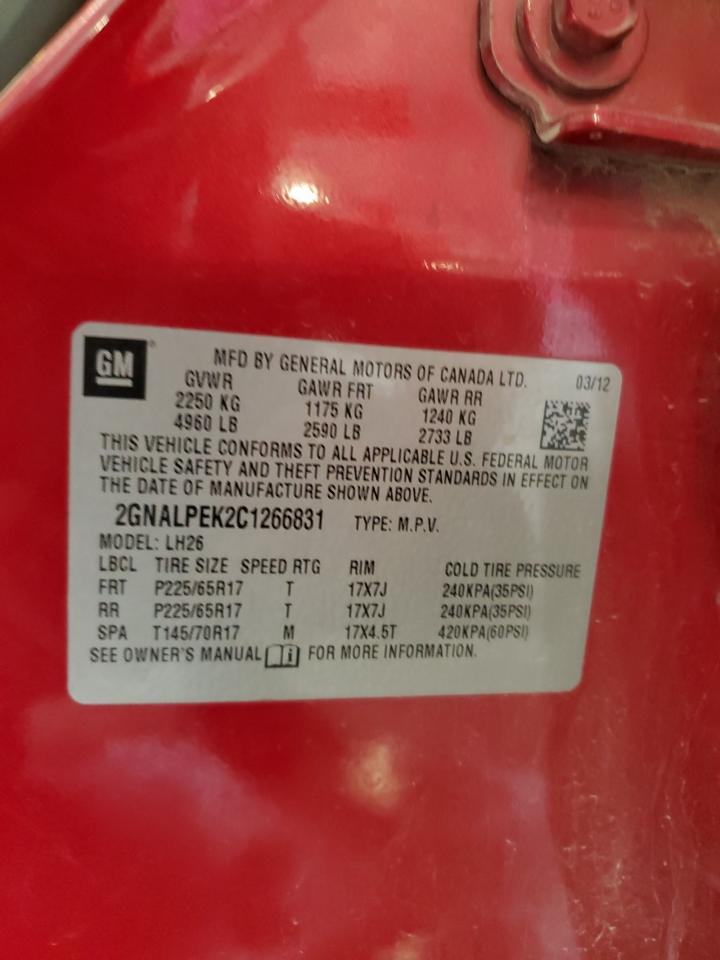 GM
MFD BY GENERAL MOTORS OF CANADA LTD. 03/12
GVWR GAWR FRT GAWR RR
2250 KG 1175 KG 1240 KG
4960 LB 2590 LB 2733 LB
THIS VEHICLE CONFORMS TO ALL APPLICABLE U.S. FEDERAL MOTOR
VEHICLE SAFETY AND THEFT PREVENTION STANDARDS IN EFFECT ON
THE DATE OF MANUFACTURE SHOWN ABOVE.
2GNALPEK2C1266831 TYPE: M.P.V.
MODEL: LH26
LBCL TIRE SIZE SPEED RTG RIM COLD TIRE PRESSURE
FRT P225/65R17 T 17X7J 240KPA(35PSI)
RR P225/65R17 T 17X7J 240KPA(35PSI)
SPA T145/70R17 M 17X4.5T 420KPA(60PSI)
SEE OWNER'S MANUAL FOR MORE INFORMATION.